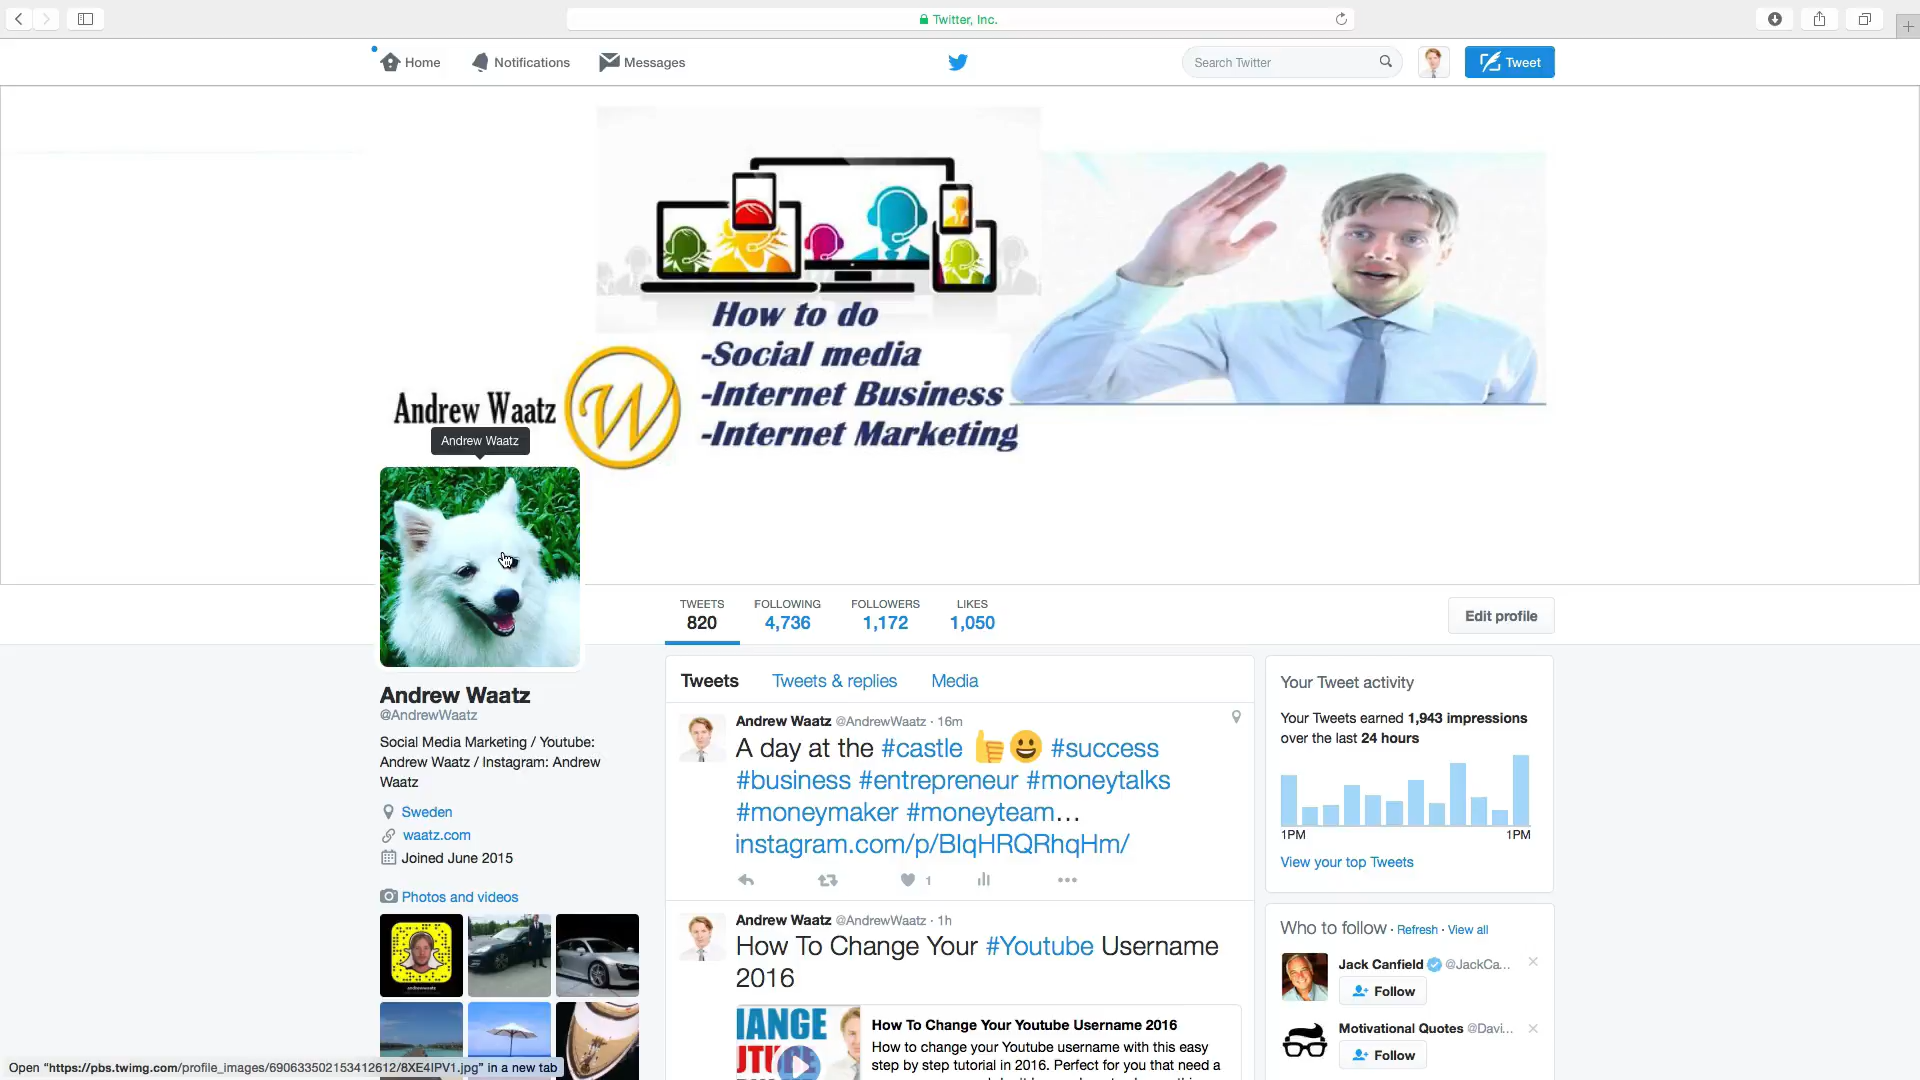 Twitter, Inc.
Home
Notifications
Messages
Search Twitter
Tweet
How to do
-Social media
-Internet Business
-Internet Marketing
Andrew Waatz
W
Andrew Waatz
TWEETS
820
FOLLOWING
4,736
FOLLOWERS
1,172
LIKES
1,050
Edit profile
Andrew Waatz
@AndrewWaatz
Social Media Marketing / Youtube:
Andrew Waatz / Instagram: Andrew
Waatz
Sweden
waatz.com
Joined June 2015
Photos and videos
Tweets
Tweets & replies
Media
Andrew Waatz @AndrewWaatz · 16m
A day at the #castle 👍😀 #success
#business #entrepreneur #moneytalks
#moneymaker #moneyteam…
instagram.com/p/BIqHRQRhqHm/
1
Andrew Waatz @AndrewWaatz · 1h
How To Change Your #Youtube Username
2016
How To Change Your Youtube Username 2016
How to change your Youtube username with this easy
step by step tutorial in 2016. Perfect for you that need a
Your Tweet activity
Your Tweets earned 1,943 impressions
over the last 24 hours
1PM
1PM
View your top Tweets
Who to follow · Refresh · View all
Jack Canfield @JackCa...
Follow
Motivational Quotes @Davi...
Follow
Open "https://pbs.twimg.com/profile_images/690633502153412612/8XE4IPV1.jpg" in a new tab